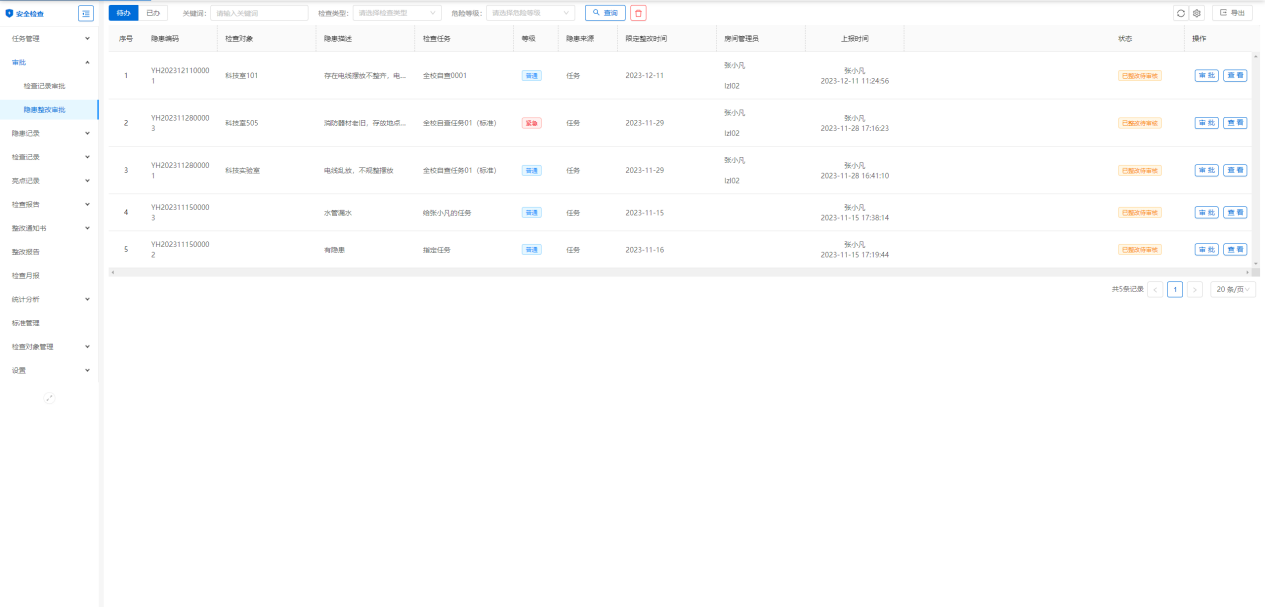 安全检查
任务管理
审批
检查记录审批
隐患整改审批
隐患记录
检查记录
亮点记录
检查报告
整改通知书
整改报告
检查月报
统计分析
标准管理
检查对象管理
设置
待办 已办 关键词: 请输入关键词 检查类型: 请选择检查类型 危险等级: 请选择危险等级 查询 导出
序号 隐患编码 检查对象 隐患描述 检查任务 等级 隐患来源 限定整改时间 房间管理员 上报时间 状态 操作
1 YH2023121100001 科技室101 存在电线摆放不整齐，电... 全校自查0001 普通 任务 2023-12-11 张小凡 lzl02 张小凡 2023-12-11 11:24:56 已整改待审核 审批 查看
2 YH2023112800003 科技室505 消防器材老旧，存放地点... 全校自查任务01（标准） 紧急 任务 2023-11-29 张小凡 lzl02 张小凡 2023-11-28 17:16:23 已整改待审核 审批 查看
3 YH2023112800001 科技实验室 电线乱放，不规整摆放 全校自查任务01（标准） 普通 任务 2023-11-29 张小凡 lzl02 张小凡 2023-11-28 16:41:10 已整改待审核 审批 查看
4 YH2023111500003 水管漏水 给张小凡的任务 普通 任务 2023-11-15 张小凡 2023-11-15 17:38:14 已整改待审核 审批 查看
5 YH2023111500002 有隐患 指定任务 普通 任务 2023-11-16 张小凡 2023-11-15 17:19:44 已整改待审核 审批 查看
共5条记录 < 1 > 20 条/页